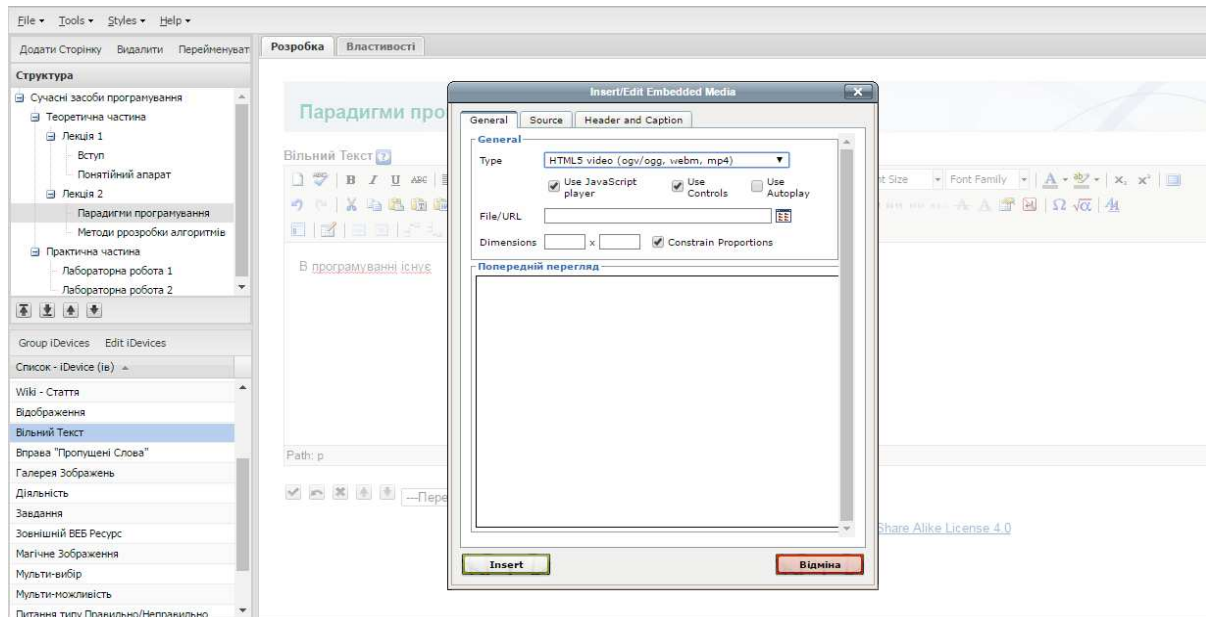 File Tools Styles Help
Додати Сторінку Видалити Перейменуват
Структура
Сучасні засоби програмування
Теоретична частина
Лекція 1
Вступ
Понятійний апарат
Лекція 2
Парадигми програмування
Методи ррозробки алгоритмів
Практична частина
Лабораторна робота 1
Лабораторна робота 2
Group iDevices Edit iDevices
Список - iDevice (ів)
Wiki - Стаття
Відображення
Вільний Текст
Вправа "Пропущені Слова"
Галерея Зображень
Діяльність
Завдання
Зовнішній ВЕБ Ресурс
Магічне Зображення
Мульти-вибір
Мульти-можливість
Питання типу Правильно/Неправильно
Розробка Властивості
Парадигми про
Вільний Текст ?
B I U ABC
nt Size Font Family A ab x, x²
Ω √α
В програмуванні існує
Path: p
---Пере
Share Alike License 4.0
Insert/Edit Embedded Media X
General Source Header and Caption
General
Type HTML5 video (ogv/ogg, webm, mp4)
Use JavaScript player Use Controls Use Autoplay
File/URL
Dimensions x Constrain Proportions
Попередній перегляд
Insert Відміна